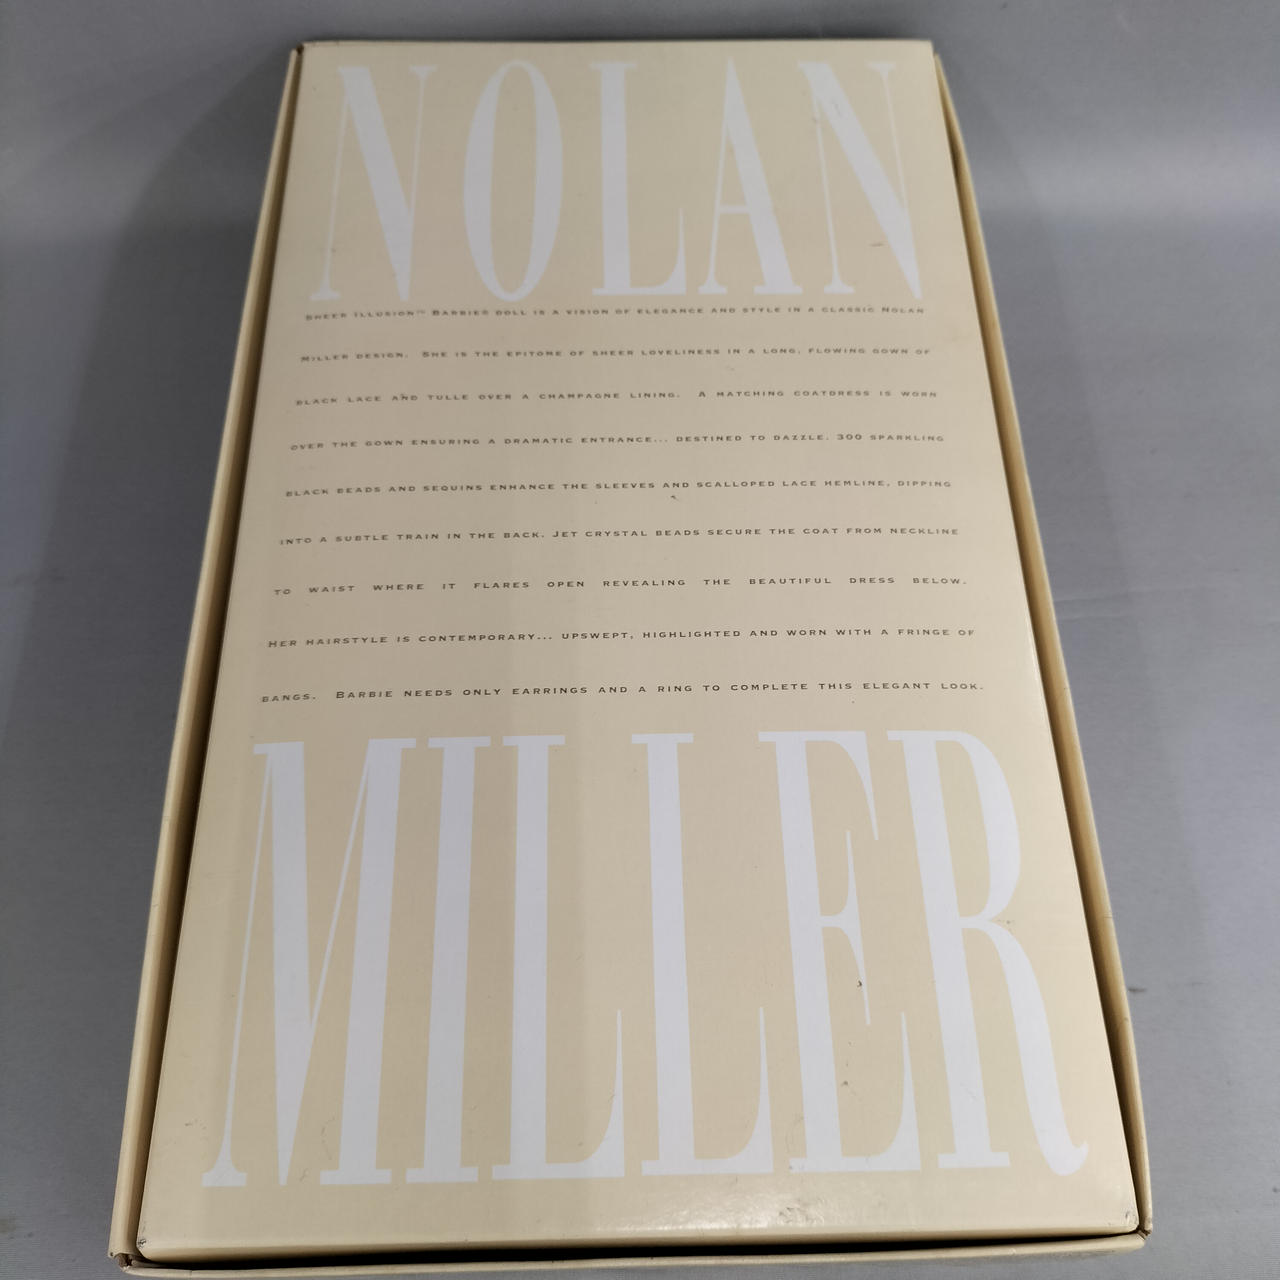 NOLAN
SHEER ILLUSION™ BARBIE® DOLL IS A VISION OF ELEGANCE AND STYLE IN A CLASSIC NOLAN
MILLER DESIGN. SHE IS THE EPITOME OF SHEER LOVELINESS IN A LONG, FLOWING GOWN OF
BLACK LACE AND TULLE OVER A CHAMPAGNE LINING. A MATCHING COATDRESS IS WORN
OVER THE GOWN ENSURING A DRAMATIC ENTRANCE... DESTINED TO DAZZLE. 300 SPARKLING
BLACK BEADS AND SEQUINS ENHANCE THE SLEEVES AND SCALLOPED LACE HEMLINE, DIPPING
INTO A SUBTLE TRAIN IN THE BACK. JET CRYSTAL BEADS SECURE THE COAT FROM NECKLINE
TO WAIST WHERE IT FLARES OPEN REVEALING THE BEAUTIFUL DRESS BELOW.
HER HAIRSTYLE IS CONTEMPORARY... UPSWEPT, HIGHLIGHTED AND WORN WITH A FRINGE OF
BANGS. BARBIE NEEDS ONLY EARRINGS AND A RING TO COMPLETE THIS ELEGANT LOOK.
MILLER